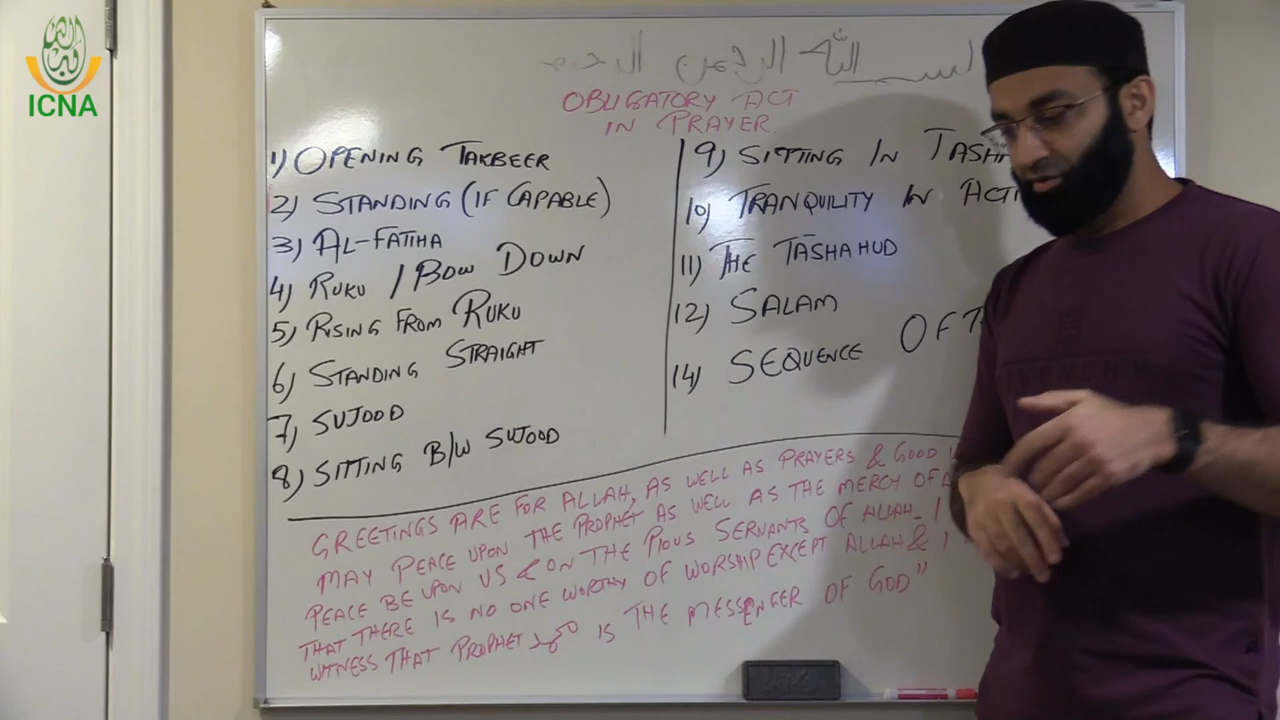 ICNA
بسم الله الرحمن الرحيم
OBLIGATORY ACT
IN PRAYER.
1) OPENING TAKBEER
2) STANDING (IF CAPABLE)
3) AL-FATIHA
4) RUKU / BOW DOWN
5) RISING FROM RUKU
6) STANDING STRAIGHT
7) SUJOOD
8) SITTING B/W SUJOOD
9) SITTING IN TASH
10) TRANQUILITY IN ACTI
11) THE TASHAHUD
12) SALAM
14) SEQUENCE OF T
GREETINGS ARE FOR ALLAH, AS WELL AS PRAYERS & GOOD
MAY PEACE UPON THE PROPHET AS WELL AS THE MERCY OF
PEACE BE UPON US & ON THE PIOUS SERVANTS OF ALLAH. I
THAT THERE IS NO ONE WORTHY OF WORSHIP EXCEPT ALLAH & I
WITNESS THAT PROPHET محمد IS THE MESSENGER OF GOD"